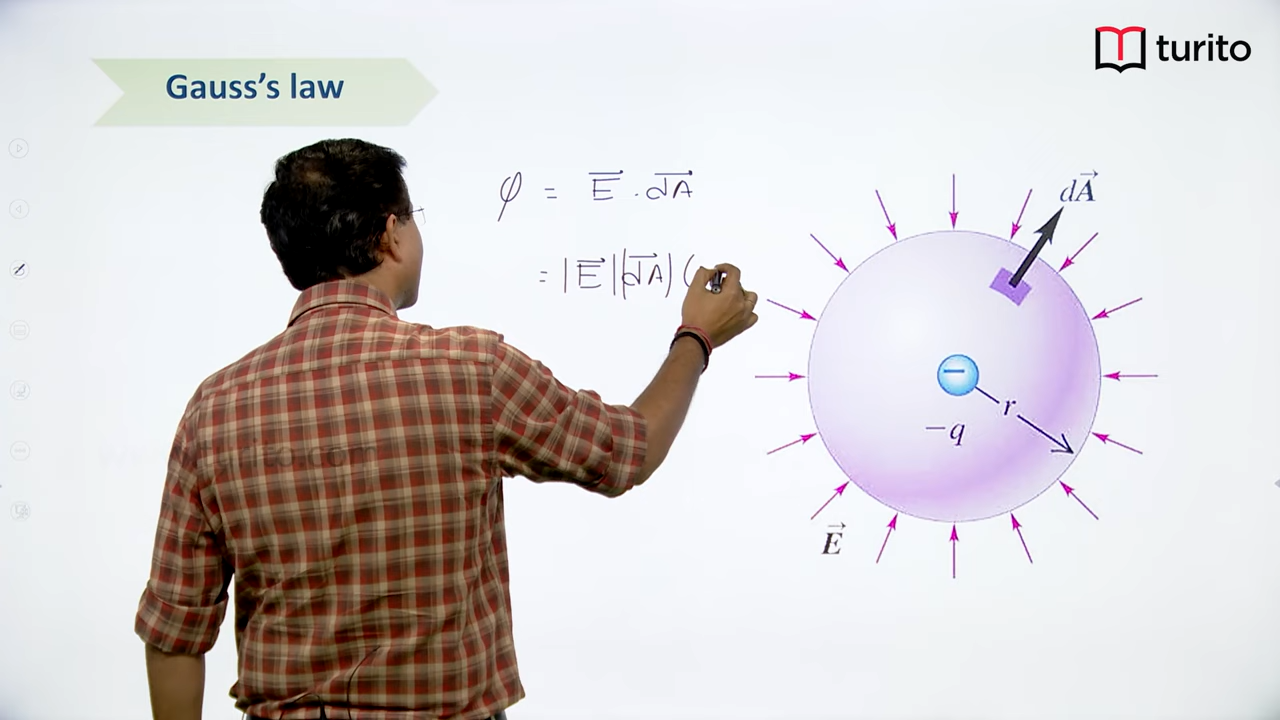 turito
Gauss's law
φ = E⃗ . dA⃗
= |E⃗| |dA⃗| (
dA⃗
r
−q
E⃗